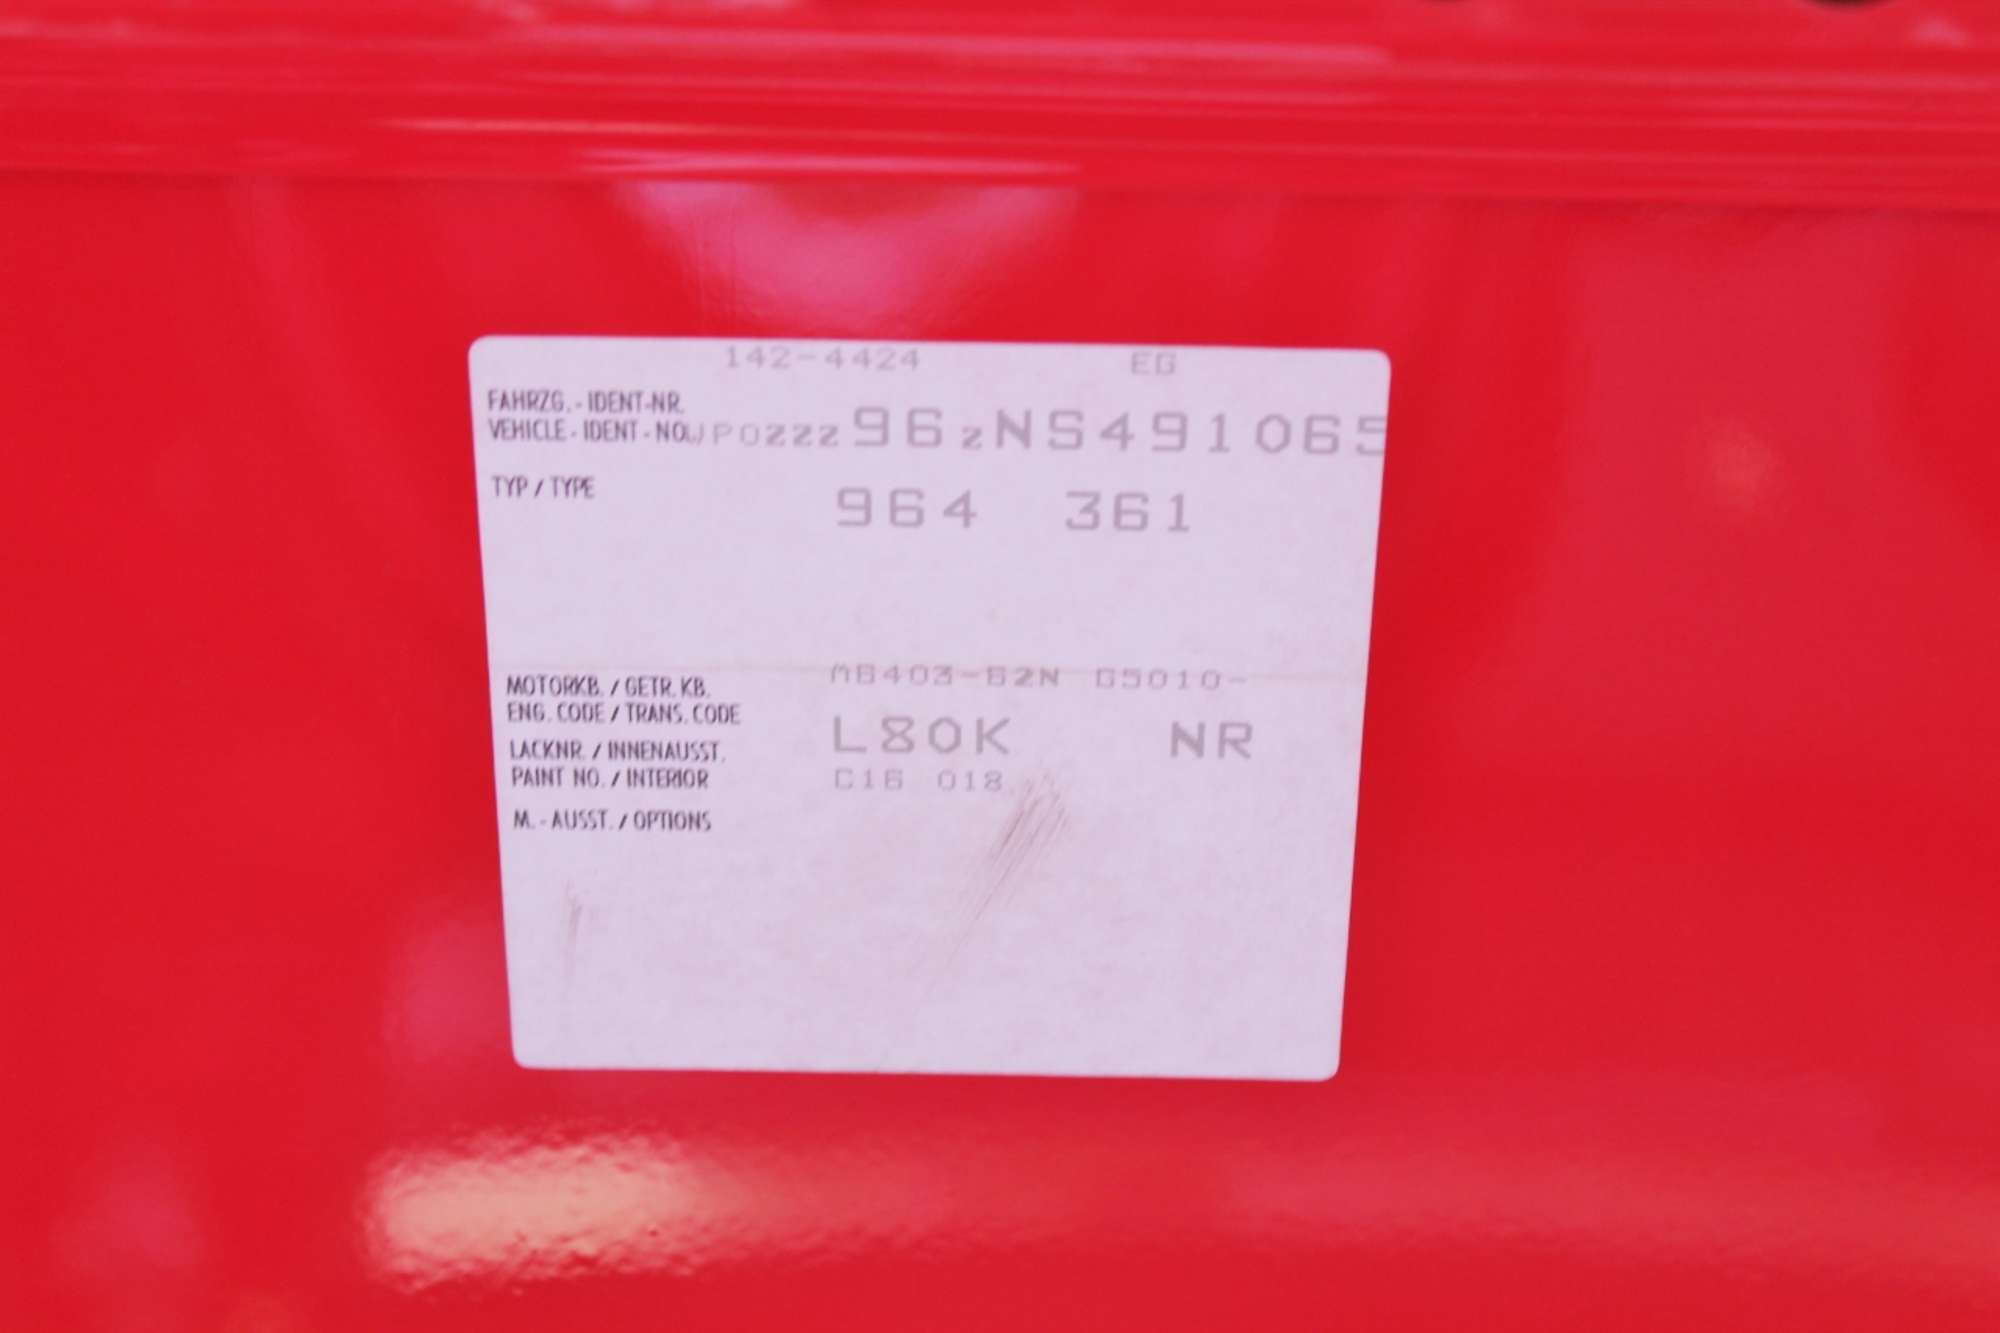 142-4424 EG
FAHRZG.-IDENT-NR.
VEHICLE-IDENT-NO. WP0ZZZ96ZNS491065
TYP / TYPE 964 361
MOTORKB. / GETR. KB. M6403-62N G5010-
ENG. CODE / TRANS. CODE
LACKNR. / INNENAUSST. L80K NR
PAINT NO. / INTERIOR C16 018
M.-AUSST. / OPTIONS